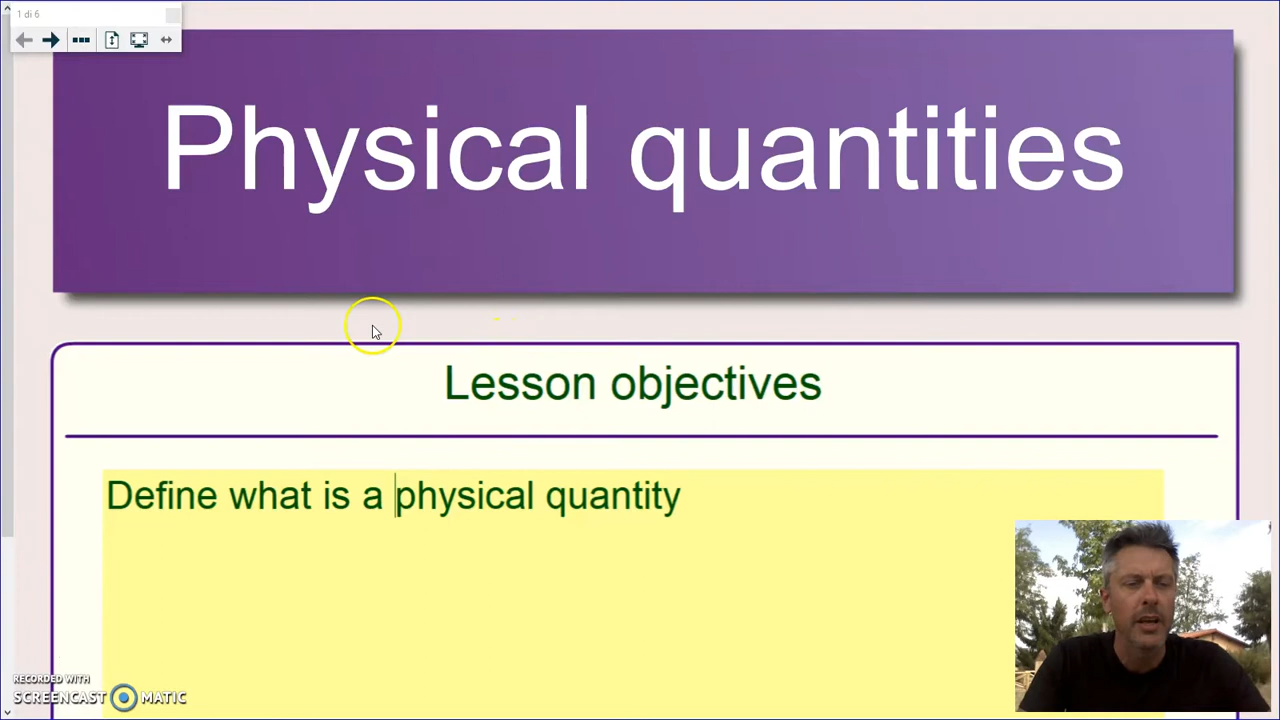 1 di 6
Physical quantities
Lesson objectives
Define what is a physical quantity
RECORDED WITH
SCREENCAST MATIC